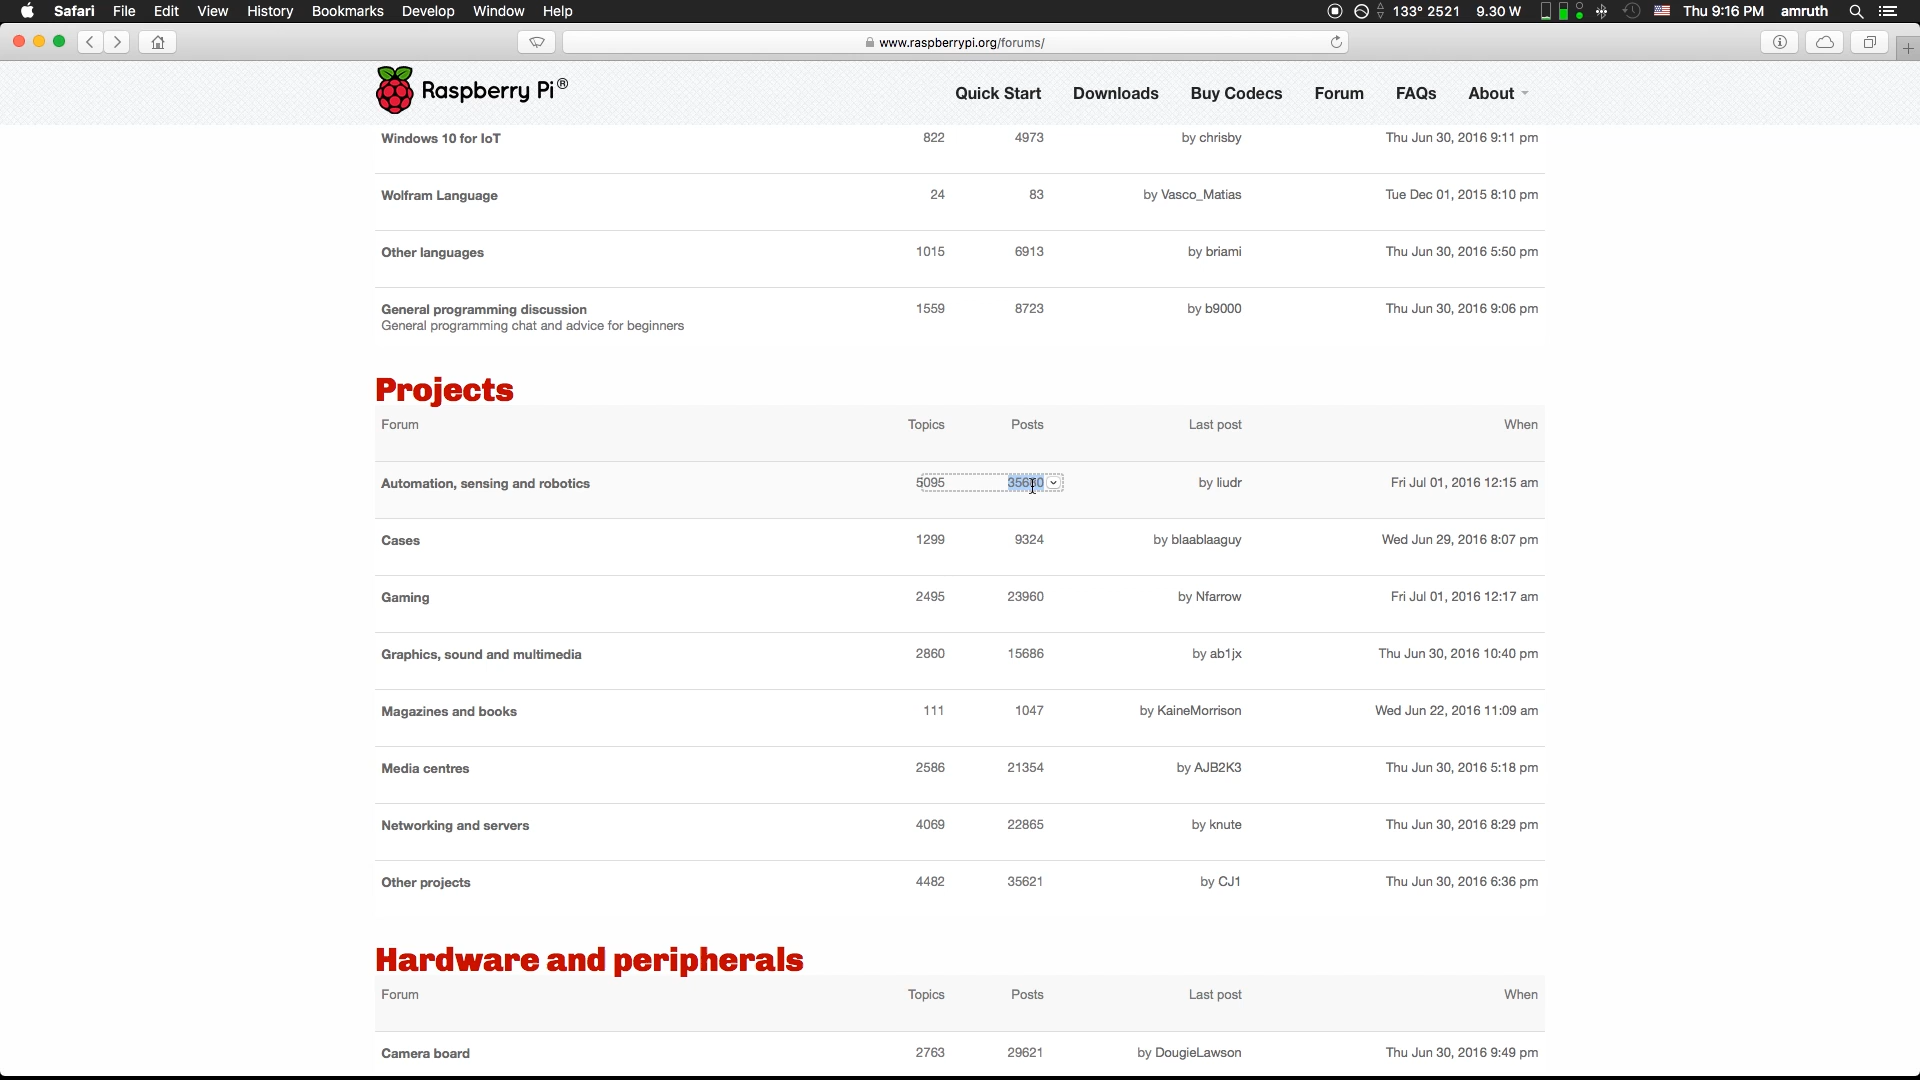 Safari File Edit View History Bookmarks Develop Window Help 133° 2521 9.30 W Thu 9:16 PM amruth
www.raspberrypi.org/forums/
Raspberry Pi® Quick Start Downloads Buy Codecs Forum FAQs About
Windows 10 for IoT 822 4973 by chrisby Thu Jun 30, 2016 9:11 pm
Wolfram Language 24 83 by Vasco_Matias Tue Dec 01, 2015 8:10 pm
Other languages 1015 6913 by briami Thu Jun 30, 2016 5:50 pm
General programming discussion 1559 8723 by b9000 Thu Jun 30, 2016 9:06 pm
General programming chat and advice for beginners
Projects
Forum Topics Posts Last post When
Automation, sensing and robotics 5095 by liudr Fri Jul 01, 2016 12:15 am
Cases 1299 9324 by blaablaaguy Wed Jun 29, 2016 8:07 pm
Gaming 2495 23960 by Nfarrow Fri Jul 01, 2016 12:17 am
Graphics, sound and multimedia 2860 15686 by ab1jx Thu Jun 30, 2016 10:40 pm
Magazines and books 111 1047 by KaineMorrison Wed Jun 22, 2016 11:09 am
Media centres 2586 21354 by AJB2K3 Thu Jun 30, 2016 5:18 pm
Networking and servers 4069 22865 by knute Thu Jun 30, 2016 8:29 pm
Other projects 4482 35621 by CJ1 Thu Jun 30, 2016 6:36 pm
Hardware and peripherals
Forum Topics Posts Last post When
Camera board 2763 29621 by DougieLawson Thu Jun 30, 2016 9:49 pm